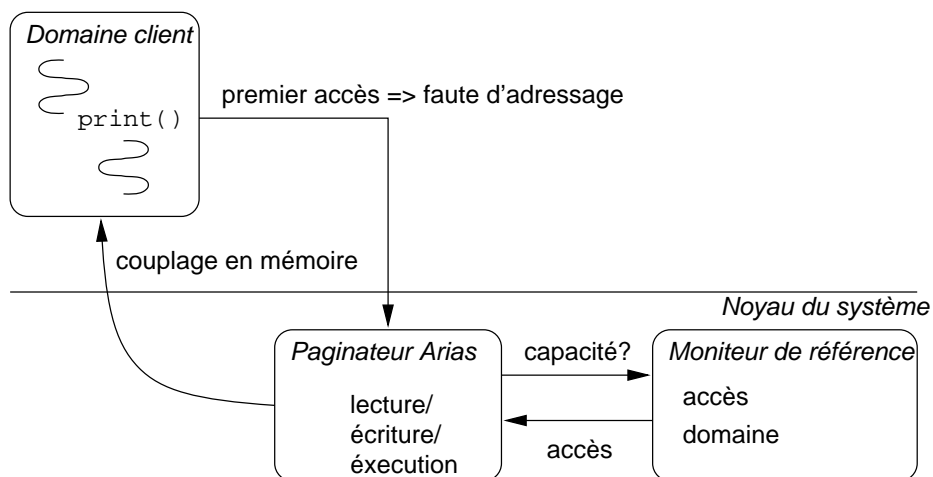 Domaine client
print()
premier accès => faute d'adressage
couplage en mémoire
Noyau du système
Paginateur Arias
lecture/
écriture/
éxecution
capacité?
accès
Moniteur de référence
accès
domaine